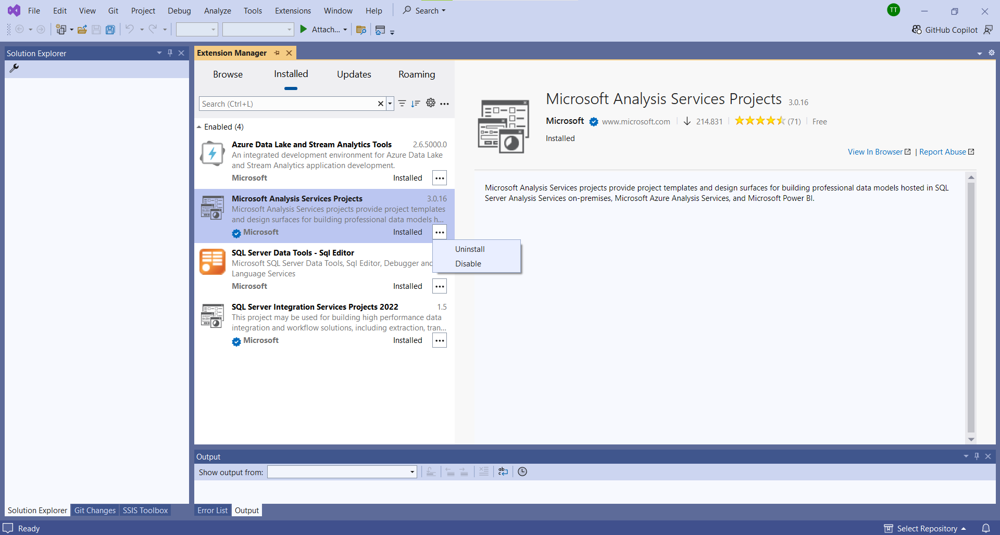 File Edit View Git Project Debug Analyze Tools Extensions Window Help Search TT
Attach... GitHub Copilot
Solution Explorer
Extension Manager
Browse Installed Updates Roaming
Search (Ctrl+L)
Enabled (4)
Azure Data Lake and Stream Analytics Tools 2.6.5000.0
An integrated development environment for Azure Data Lake
and Stream Analytics application development.
Microsoft Installed
Microsoft Analysis Services Projects 3.0.16
Microsoft Analysis Services projects provide project templates
and design surfaces for building professional data models h...
Microsoft Installed
Uninstall
Disable
SQL Server Data Tools - Sql Editor
Microsoft SQL Server Data Tools, Sql Editor, Debugger and
Language Services
Microsoft Installed
SQL Server Integration Services Projects 2022 1.5
This project may be used for building high performance data
integration and workflow solutions, including extraction, tran...
Microsoft Installed
Microsoft Analysis Services Projects 3.0.16
Microsoft www.microsoft.com 214.831 (71) Free
Installed
View In Browser | Report Abuse
Microsoft Analysis Services projects provide project templates and design surfaces for building professional data models hosted in SQL
Server Analysis Services on-premises, Microsoft Azure Analysis Services, and Microsoft Power BI.
Output
Show output from:
Solution Explorer Git Changes SSIS Toolbox
Error List Output
Ready Select Repository